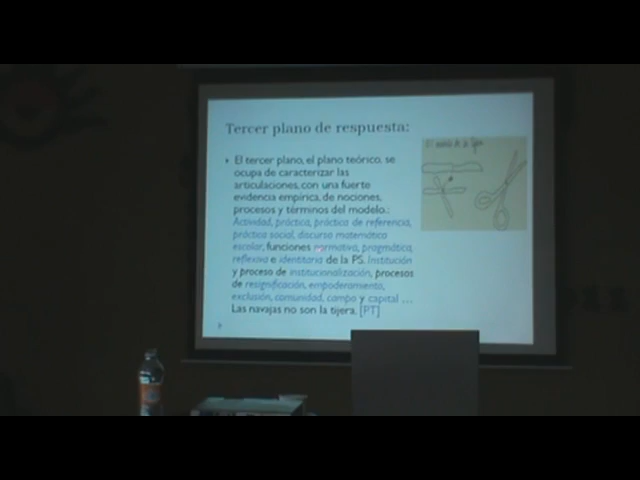 Tercer plano de respuesta:
• El tercer plano, el plano teórico, se
ocupa de caracterizar las
articulaciones, con una fuerte
evidencia empírica, de nociones,
procesos y términos del modelo.:
Actividad, práctica, práctica de referencia,
práctica social, discurso matemático
escolar, funciones normativa, pragmática,
reflexiva e identitaria de la PS. Institución
y proceso de institucionalización, procesos
de resignificación, empoderamiento,
exclusión, comunidad, campo y capital ...
Las navajas no son la tijera. [PT]
de la